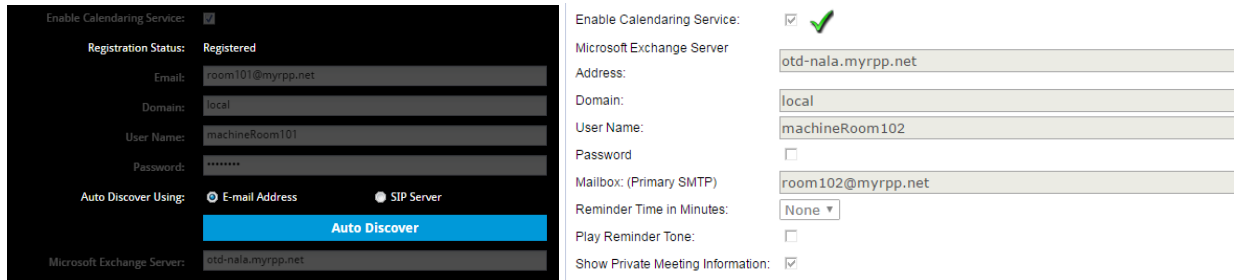 Enable Calendaring Service:
Registration Status: Registered
Email: room101@myrpp.net
Domain: local
User Name: machineRoom101
Password: ••••••••
Auto Discover Using: E-mail Address SIP Server
Auto Discover
Microsoft Exchange Server: otd-nala.myrpp.net
Enable Calendaring Service:
Microsoft Exchange Server
Address: otd-nala.myrpp.net
Domain: local
User Name: machineRoom102
Password
Mailbox: (Primary SMTP) room102@myrpp.net
Reminder Time in Minutes: None
Play Reminder Tone:
Show Private Meeting Information: